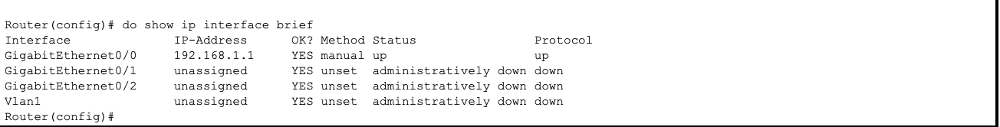 Router(config)# do show ip interface brief
Interface              IP-Address      OK? Method Status                Protocol
GigabitEthernet0/0     192.168.1.1     YES manual up                    up
GigabitEthernet0/1     unassigned      YES unset  administratively down down
GigabitEthernet0/2     unassigned      YES unset  administratively down down
Vlan1                  unassigned      YES unset  administratively down down
Router(config)#